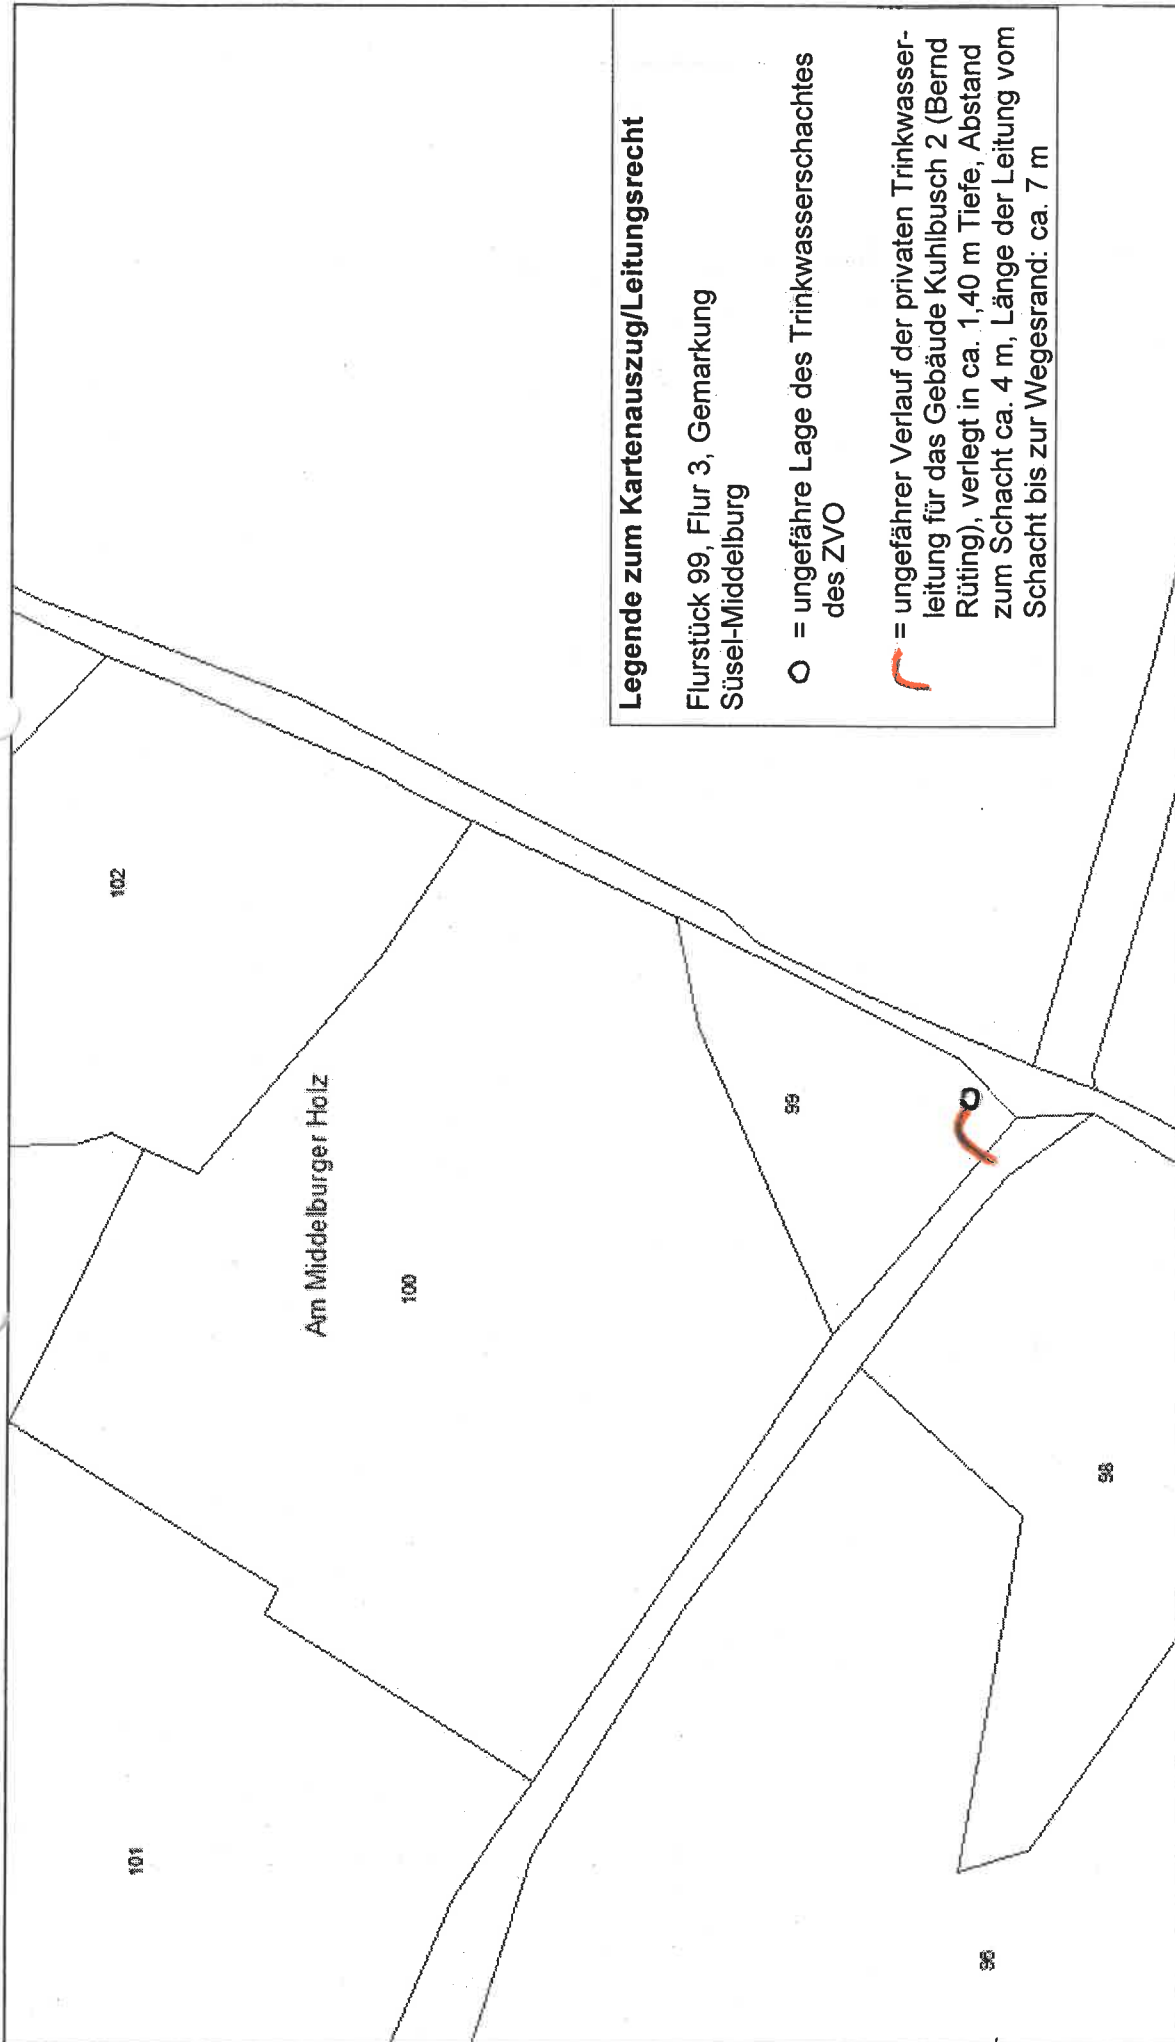 101
Am Middelburger Holz
100
102
99
98
Legende zum Kartenauszug/Leitungsrecht
Flurstück 99, Flur 3, Gemarkung
Süsel-Middelburg
O = ungefähre Lage des Trinkwasserschachtes
des ZVO
= ungefährer Verlauf der privaten Trinkwasser-
leitung für das Gebäude Kuhlbusch 2 (Bernd
Rüting), verlegt in ca. 1,40 m Tiefe, Abstand
zum Schacht ca. 4 m, Länge der Leitung vom
Schacht bis zur Wegesrand: ca. 7 m